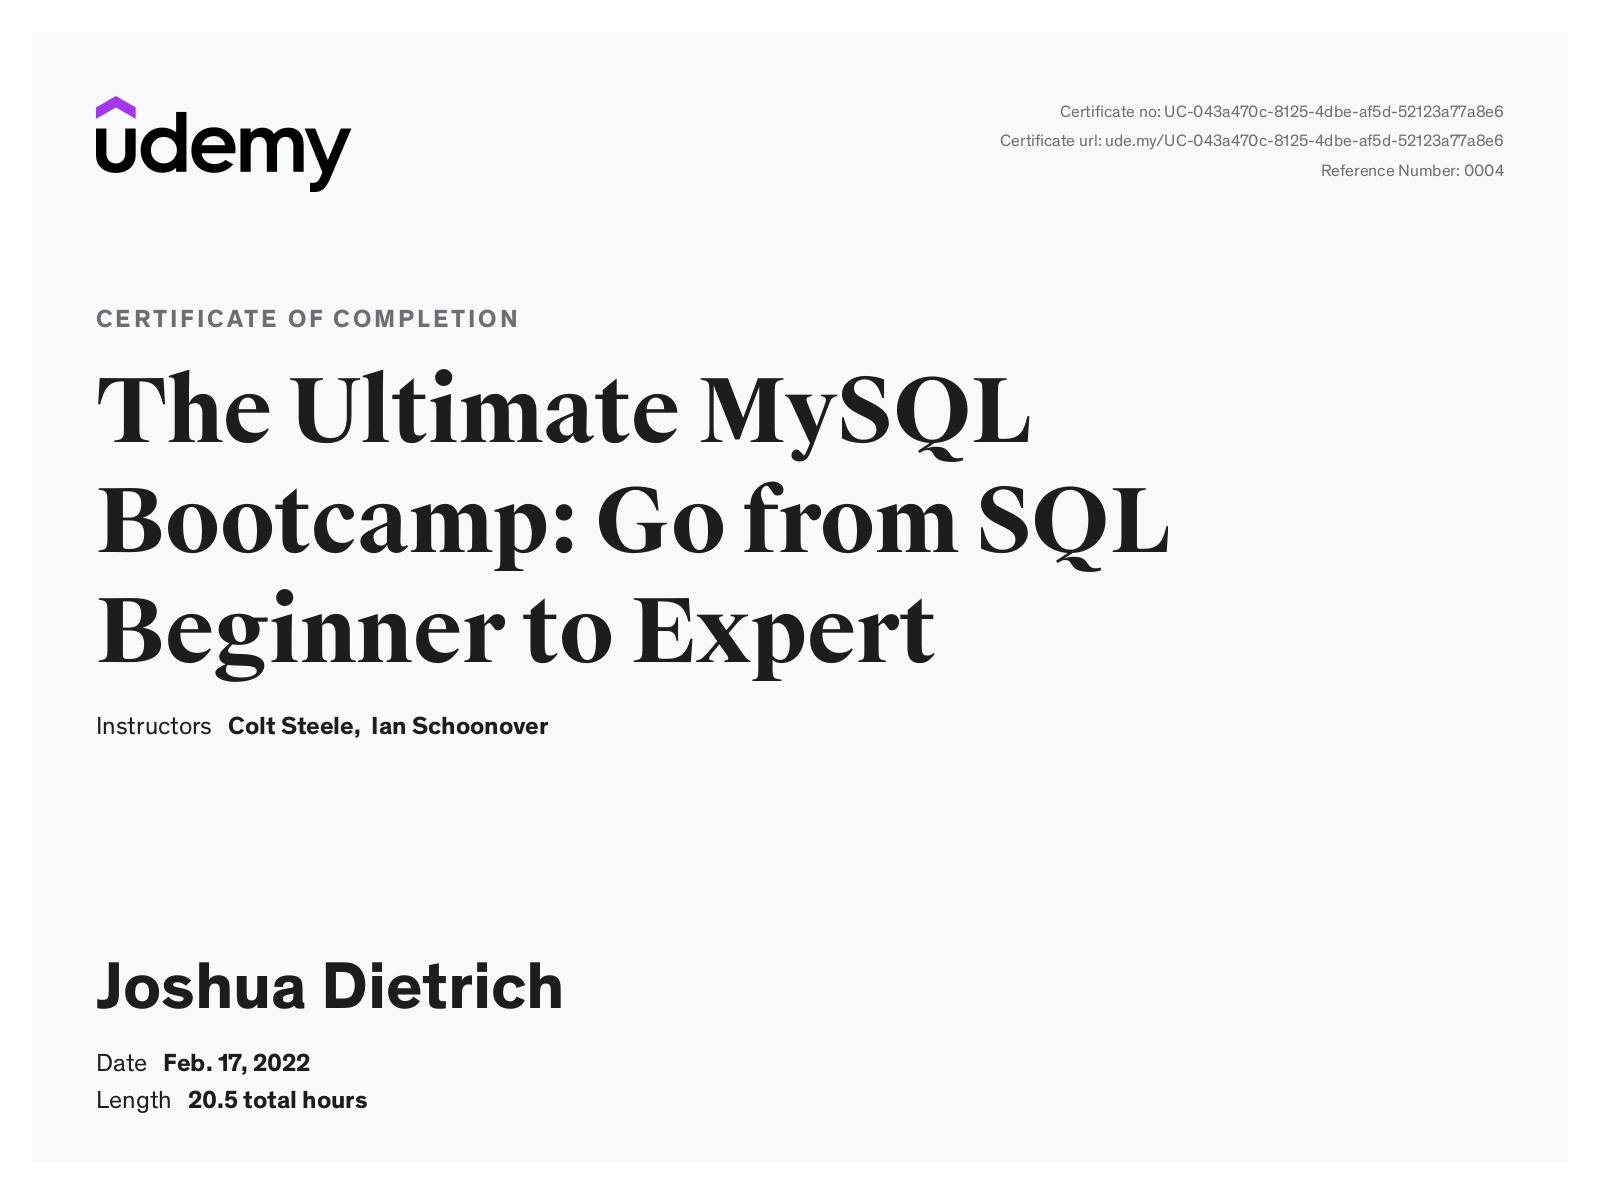 udemy
Certificate no: UC-043a470c-8125-4dbe-af5d-52123a77a8e6
Certificate url: ude.my/UC-043a470c-8125-4dbe-af5d-52123a77a8e6
Reference Number: 0004
CERTIFICATE OF COMPLETION
The Ultimate MySQL
Bootcamp: Go from SQL
Beginner to Expert
Instructors Colt Steele, Ian Schoonover
Joshua Dietrich
Date Feb. 17, 2022
Length 20.5 total hours